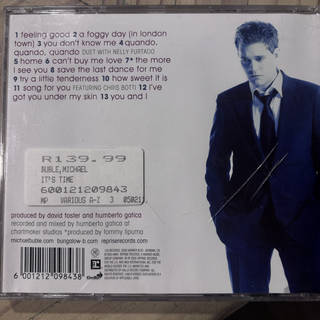 1 feeling good 2 a foggy day (in london
town) 3 you don't know me 4 quando,
quando, quando DUET WITH NELLY FURTADO
5 home 6 can't buy me love 7* the more
I see you 8 save the last dance for me
9 try a little tenderness 10 how sweet it is
11 song for you FEATURING CHRIS BOTTI 12 I've
got you under my skin 13 you and I
R139.99
BUBLE,MICHAEL
IT'S TIME
600121209843
MP VARIOUS A-Z 3 05021
produced by david foster and humberto gatica
recorded and mixed by humberto gatica at
chartmaker studios *produced by tommy lipuma
michaelbuble.com bungalow-b.com repriserecords.com
6 001212 098438